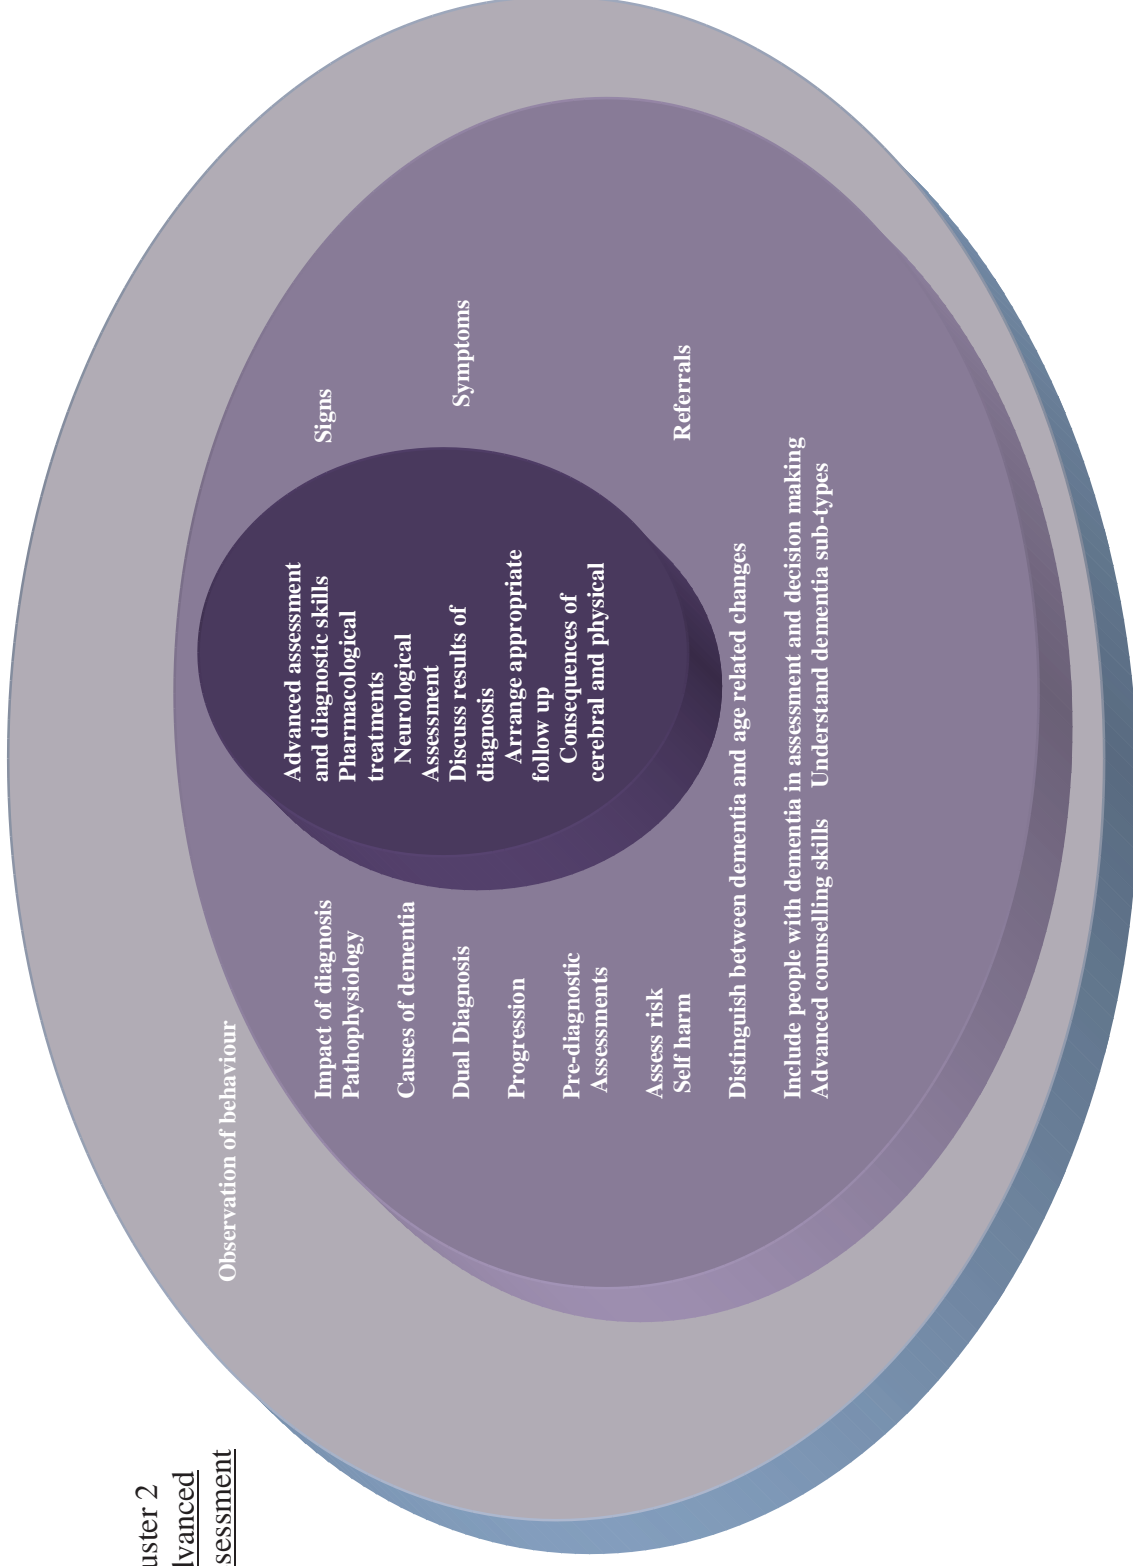 uster 2
dvanced
sessment
Observation of behaviour
Impact of diagnosis
Pathophysiology
Causes of dementia
Dual Diagnosis
Progression
Pre-diagnostic
Assessments
Assess risk
Self harm
Distinguish between dementia and age related changes
Include people with dementia in assessment and decision making
Advanced counselling skills Understand dementia sub-types
Advanced assessment
and diagnostic skills
Pharmacological
treatments
Neurological
Assessment
Discuss results of
diagnosis
Arrange appropriate
follow up
Consequences of
cerebral and physical
Signs
Symptoms
Referrals